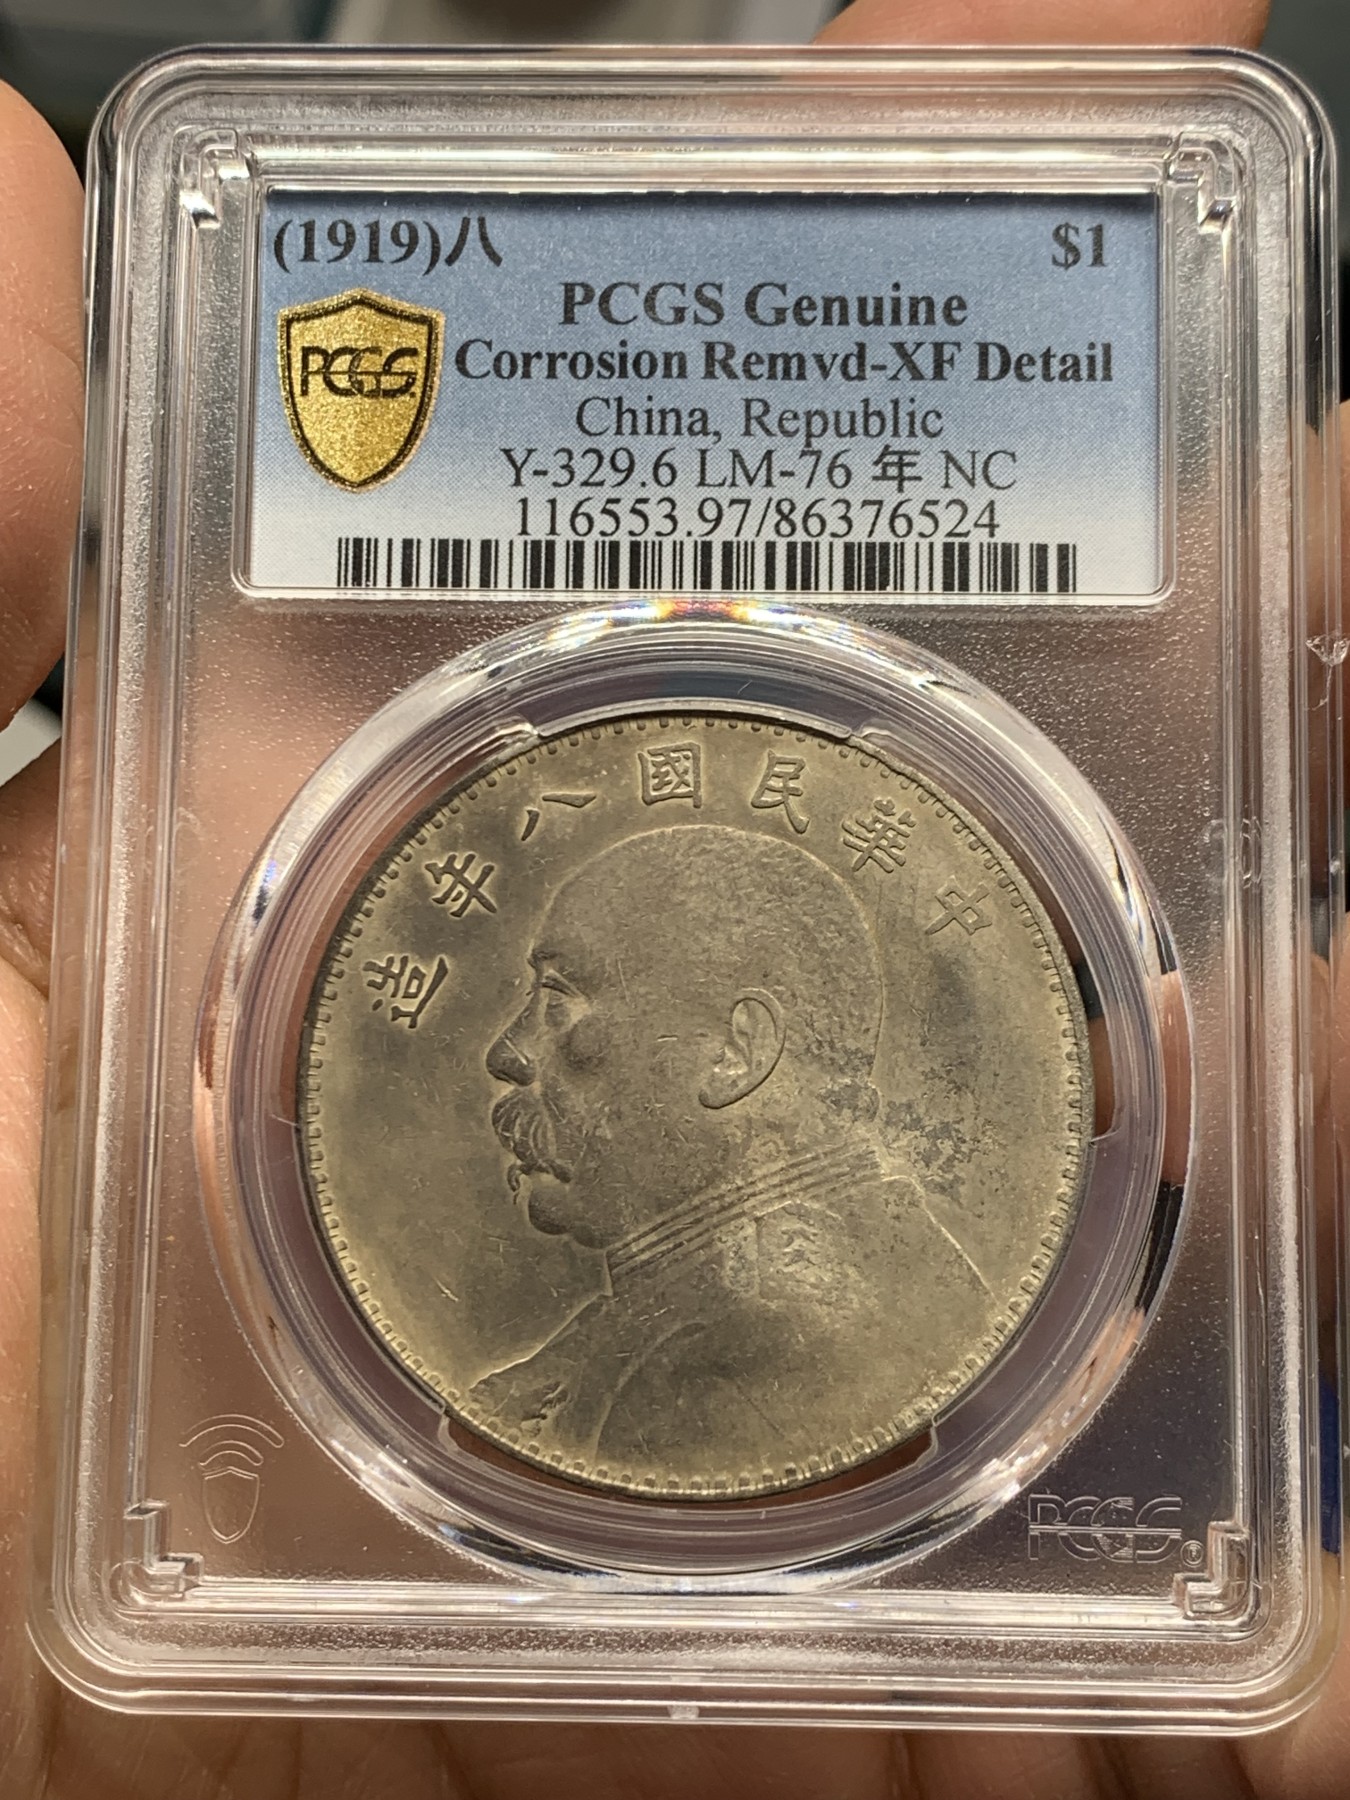 (1919)八 $1
PCGS Genuine
PCGS
Corrosion Remvd-XF Detail
China, Republic
Y-329.6 LM-76 年 NC
116553.97/86376524
造年八國民華中
PCGS